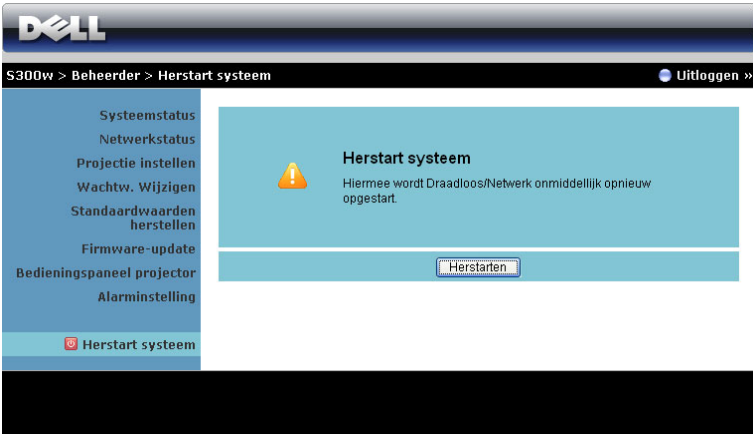 DELL
S300w > Beheerder > Herstart systeem
Uitloggen »
Systeemstatus
Netwerkstatus
Projectie instellen
Wachtw. Wijzigen
Standaardwaarden
herstellen
Firmware-update
Bedieningspaneel projector
Alarminstelling
Herstart systeem
Herstart systeem
Hiermee wordt Draadloos/Netwerk onmiddellijk opnieuw
opgestart.
Herstarten